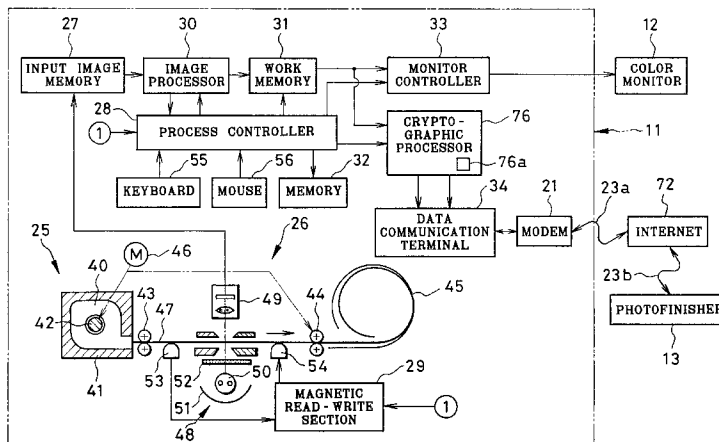 27 30 31 33 12
INPUT IMAGE MEMORY
IMAGE PROCESSOR
WORK MEMORY
MONITOR CONTROLLER
COLOR MONITOR
28
1
PROCESS CONTROLLER
CRYPTO-GRAPHIC PROCESSOR
76
76a
11
55 56 32
KEYBOARD
MOUSE
MEMORY
34 21 23a 72
DATA COMMUNICATION TERMINAL
MODEM
INTERNET
25 M 46 26
23b
40 43 49 44 45
42 47
PHOTOFINISHER
13
41 53 52 50 54 29
51
48
MAGNETIC READ-WRITE SECTION
1